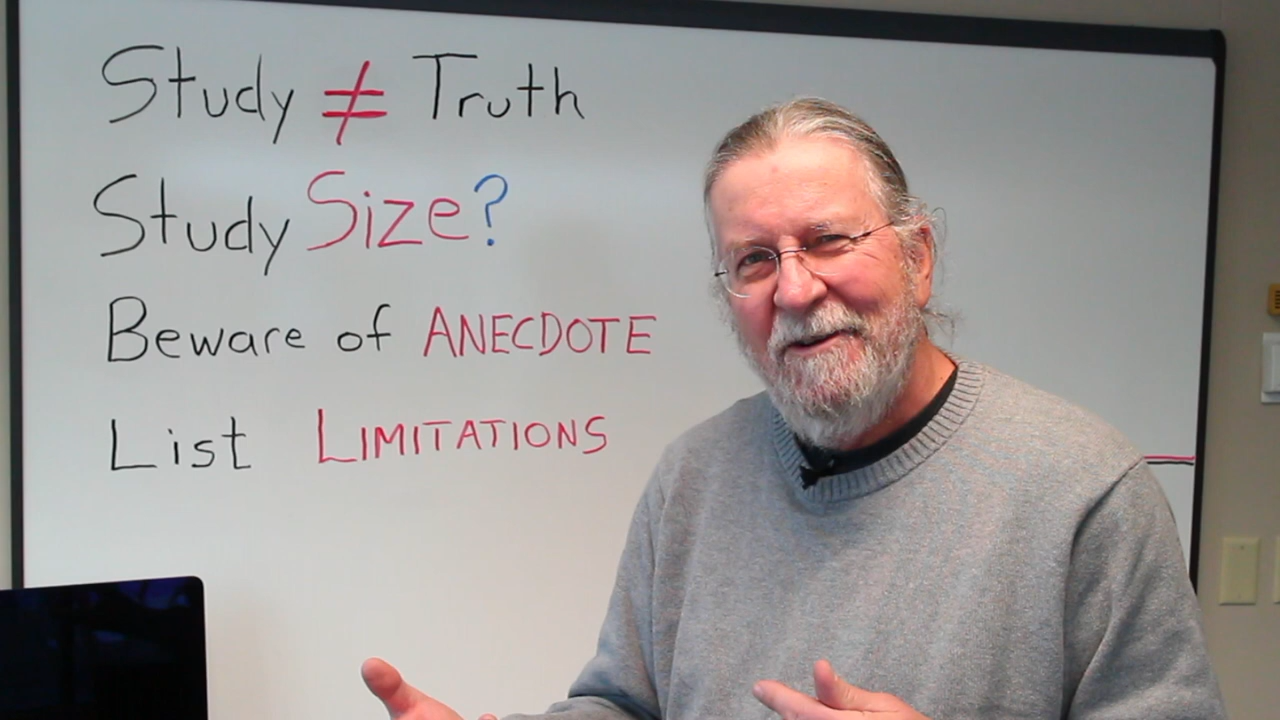 Study ≠ Truth
Study Size?
Beware of ANECDOTE
List LIMITATIONS